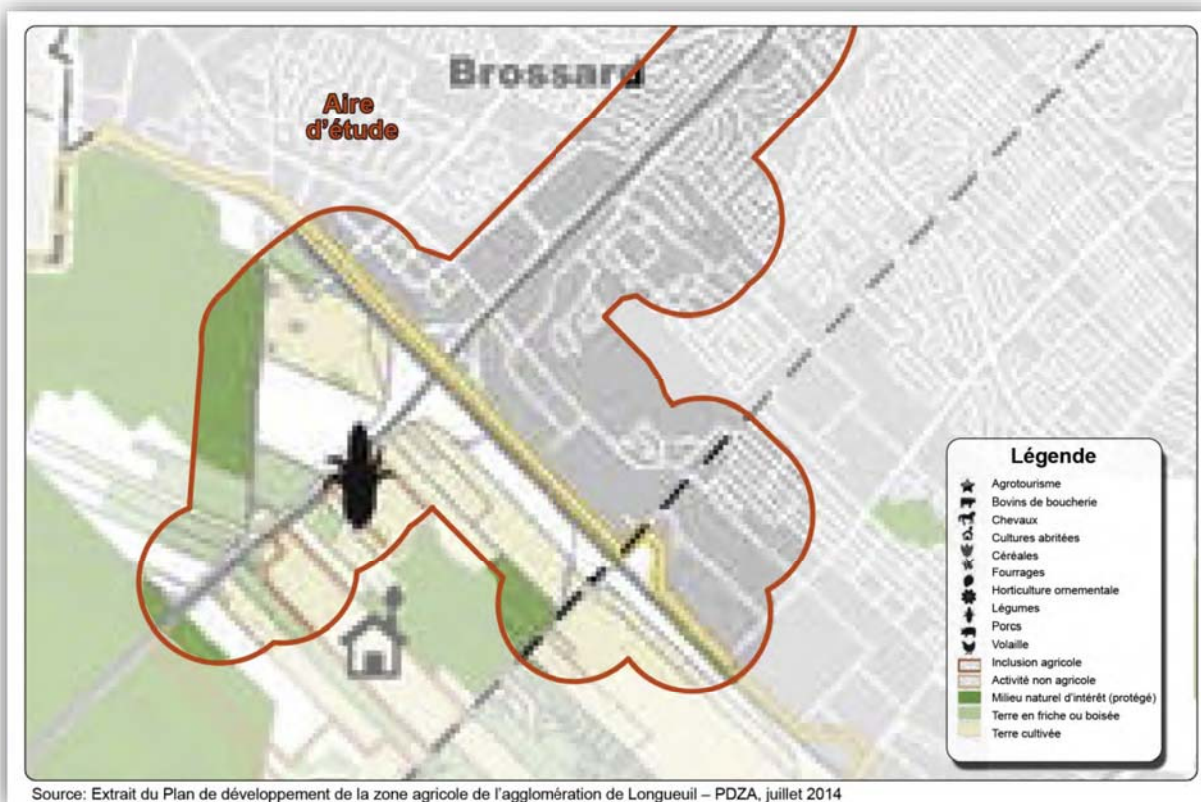 Brossard
Aire
d'étude
Légende
Agrotourisme
Bovins de boucherie
Chevaux
Cultures abritées
Céréales
Fourrages
Horticulture ornementale
Légumes
Porcs
Volaille
Inclusion agricole
Activité non agricole
Milieu naturel d'intérêt (protégé)
Terre en friche ou boisée
Terre cultivée
Source: Extrait du Plan de développement de la zone agricole de l'agglomération de Longueuil – PDZA, juillet 2014